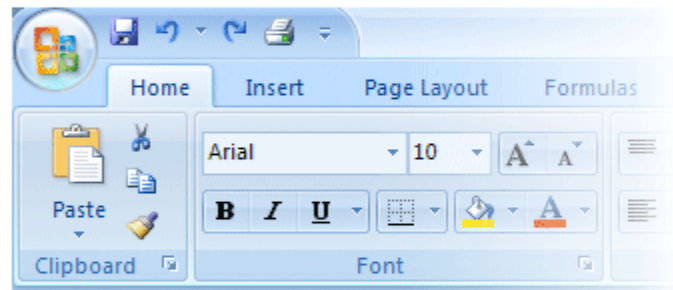 Home Insert Page Layout Formulas
Arial 10 A A
Paste B I U A
Clipboard Font